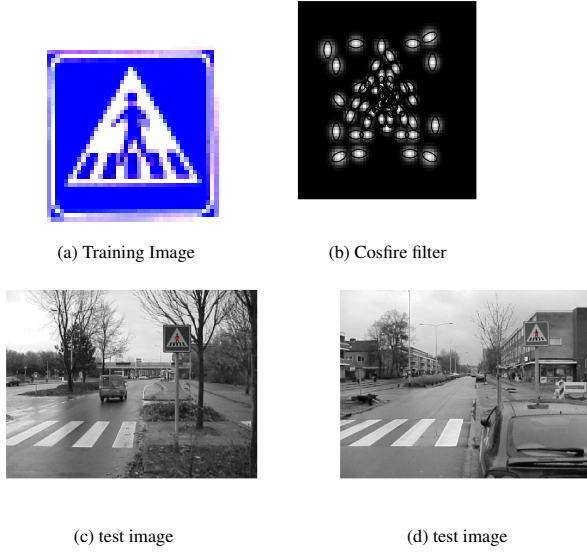 (a) Training Image
(b) Cosfire filter
(c) test image
(d) test image